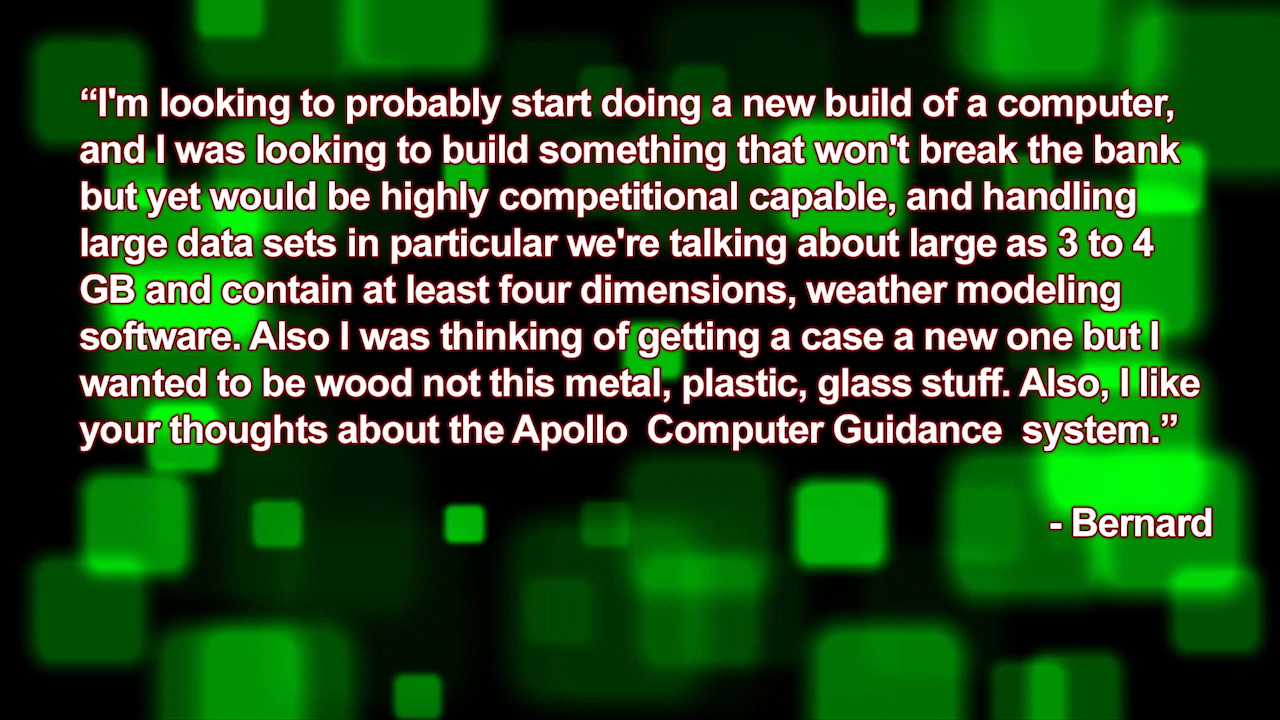 “I'm looking to probably start doing a new build of a computer,
and I was looking to build something that won't break the bank
but yet would be highly competitional capable, and handling
large data sets in particular we're talking about large as 3 to 4
GB and contain at least four dimensions, weather modeling
software. Also I was thinking of getting a case a new one but I
wanted to be wood not this metal, plastic, glass stuff. Also, I like
your thoughts about the Apollo  Computer Guidance  system.”
- Bernard